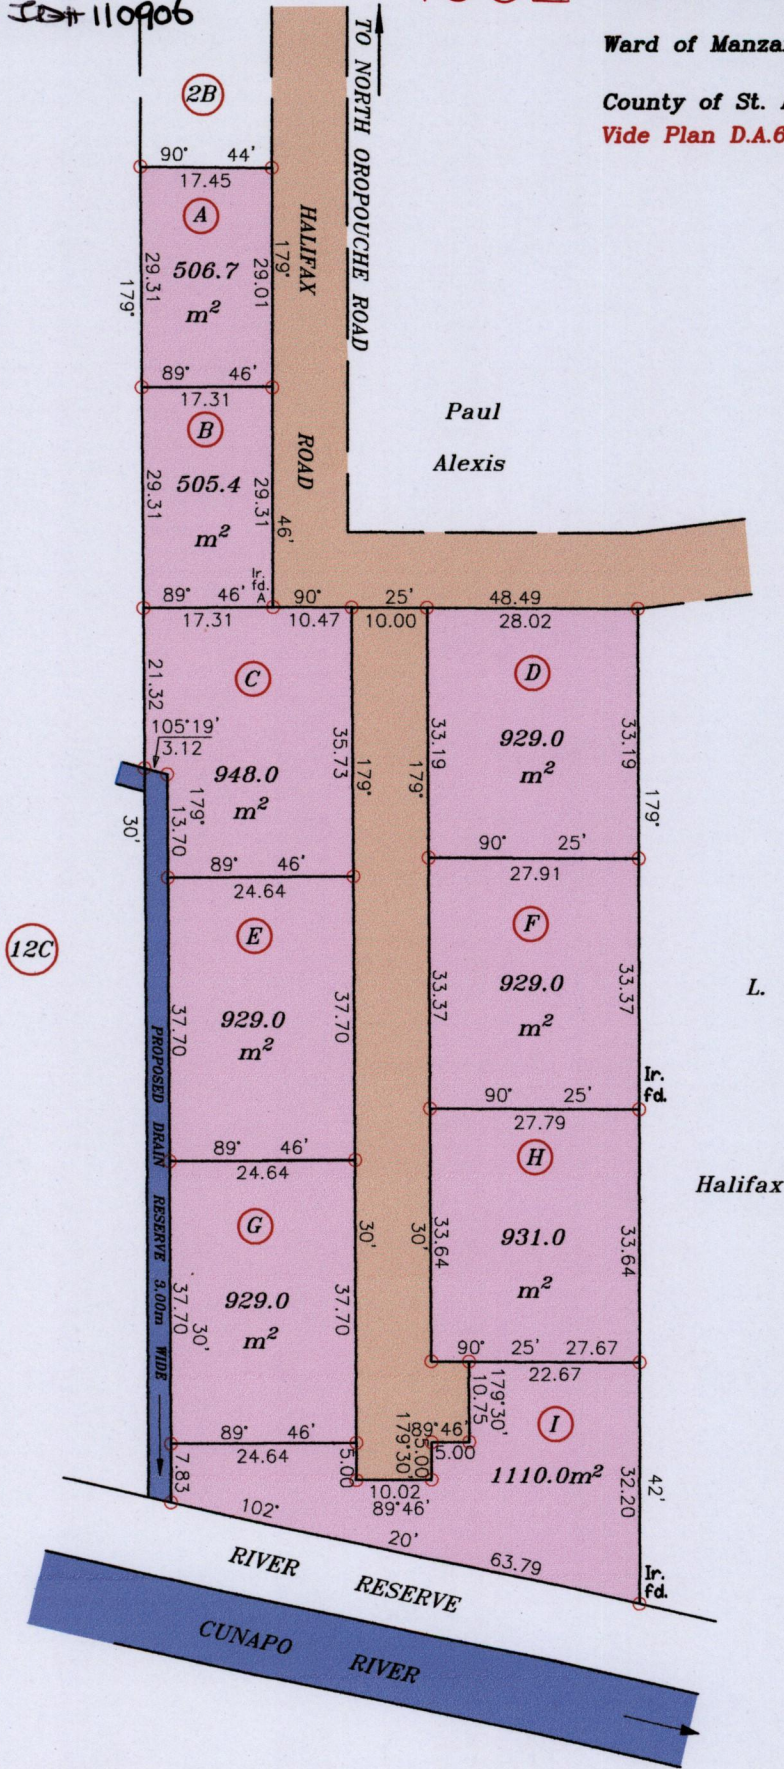 ID# 110906
Ward of Manza
County of St.
Vide Plan D.A.6
TO NORTH OROPOUCHE ROAD
2B
90° 44'
17.45
A
506.7
m²
29.31
29.01
179°
179°
HALIFAX
ROAD
89° 46'
17.31
B
505.4
m²
29.31
29.31
46'
Paul
Alexis
Ir.
fd.
A
89° 46'
17.31
90° 25'
10.47
10.00
48.49
28.02
C
948.0
m²
21.32
105°19'
3.12
179°
13.70
35.73
179°
179°
D
929.0
m²
33.19
33.19
179°
30'
89° 46'
24.64
90° 25'
27.91
12C
E
929.0
m²
37.70
37.70
F
929.0
m²
33.37
33.37
L.
Halifax
Ir.
fd.
PROPOSED DRAIN RESERVE 3.00m WIDE
89° 46'
24.64
90° 25'
27.79
G
929.0
m²
37.70
30'
37.70
30'
30'
H
931.0
m²
33.64
33.64
90° 25' 27.67
22.67
179°30'
10.75
89°46'
5.00
179°30'
5.00
I
1110.0m²
32.20
42'
89° 46'
24.64
7.83
5.00
10.02
89°46'
102° 20' 63.79
Ir.
fd.
RIVER RESERVE
CUNAPO RIVER